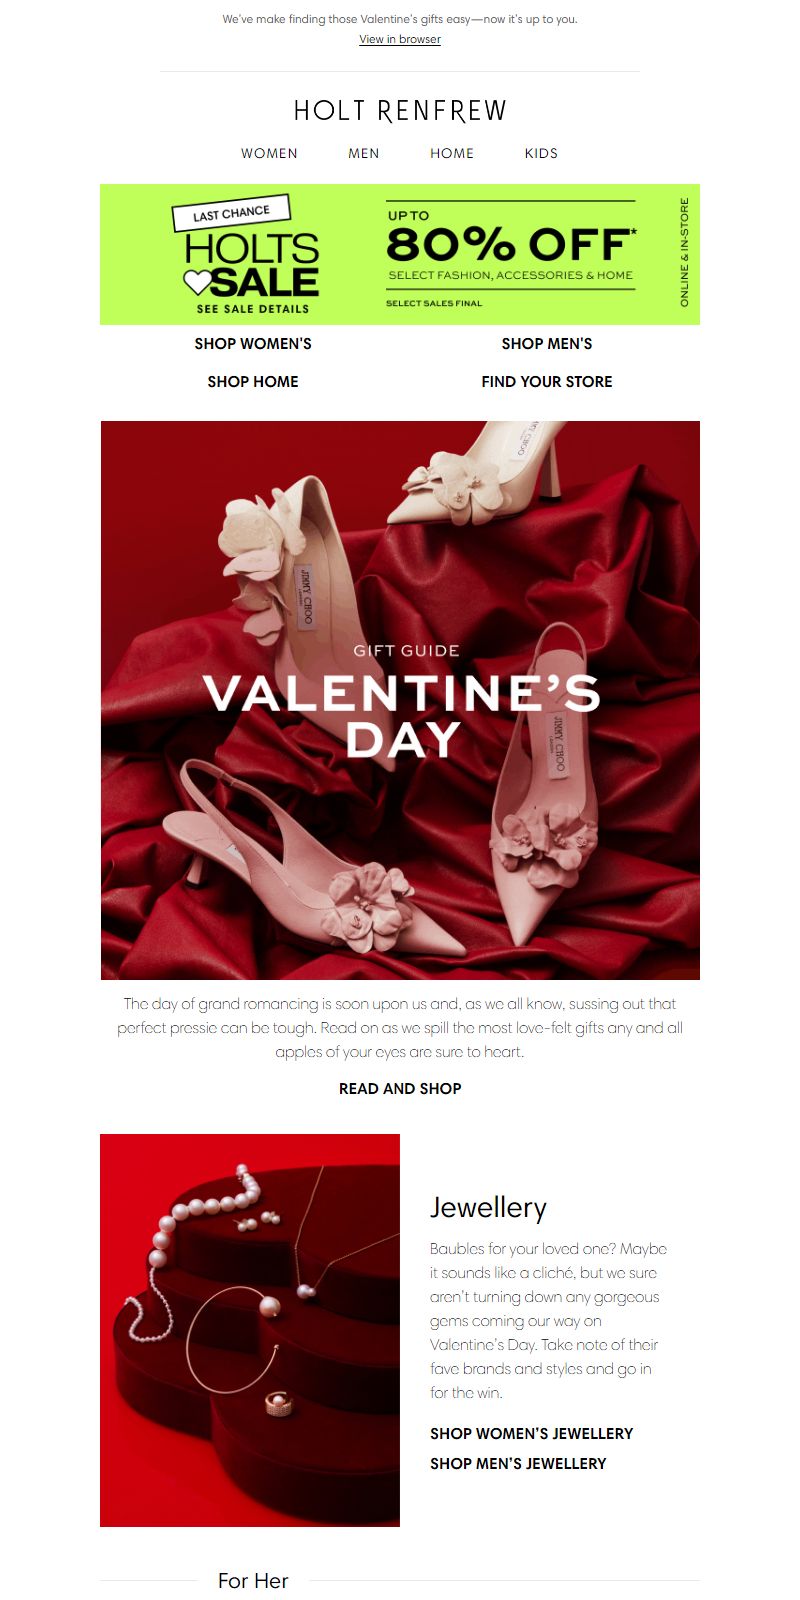 We've make finding those Valentine's gifts easy—now it's up to you.
View in browser
HOLT RENFREW
WOMEN MEN HOME KIDS
LAST CHANCE
HOLTS
SALE
SEE SALE DETAILS
UP TO
80% OFF*
SELECT FASHION, ACCESSORIES & HOME
SELECT SALES FINAL
ONLINE & IN-STORE
SHOP WOMEN'S SHOP MEN'S
SHOP HOME FIND YOUR STORE
JIMMY CHOO
JIMMY CHOO
LONDON
GIFT GUIDE
VALENTINE'S
DAY
JIMMY CHOO
The day of grand romancing is soon upon us and, as we all know, sussing out that
perfect pressie can be tough. Read on as we spill the most love-felt gifts any and all
apples of your eyes are sure to heart.
READ AND SHOP
Jewellery
Baubles for your loved one? Maybe
it sounds like a cliché, but we sure
aren't turning down any gorgeous
gems coming our way on
Valentine's Day. Take note of their
fave brands and styles and go in
for the win.
SHOP WOMEN'S JEWELLERY
SHOP MEN'S JEWELLERY
For Her